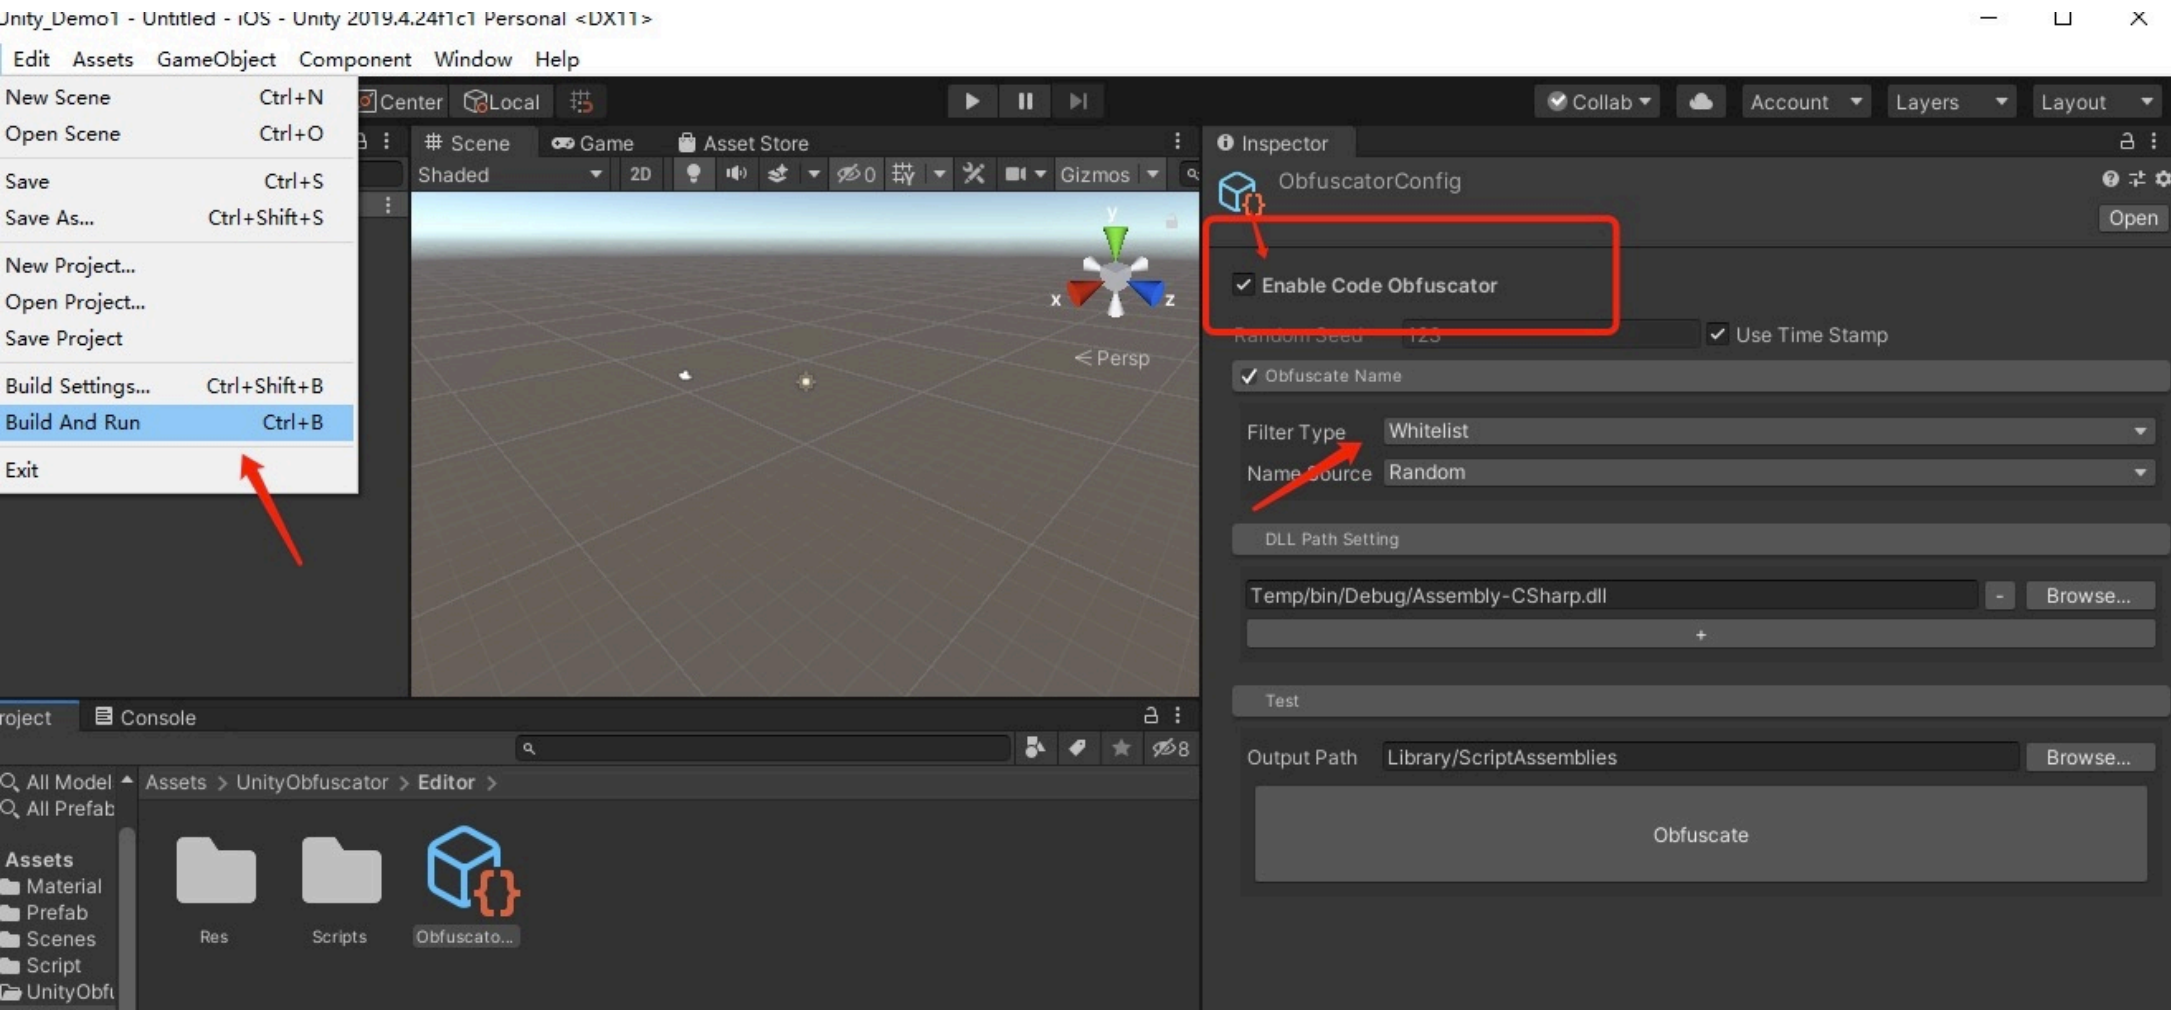 Unity_Demo1 - Untitled - iOS - Unity 2019.4.24f1c1 Personal <DX11>
Edit Assets GameObject Component Window Help
New Scene Ctrl+N
Open Scene Ctrl+O
Save Ctrl+S
Save As... Ctrl+Shift+S
New Project...
Open Project...
Save Project
Build Settings... Ctrl+Shift+B
Build And Run Ctrl+B
Exit
Center Local
Collab Account Layers Layout
Scene Game Asset Store
Shaded 2D 0 Gizmos
y
x
z
Persp
Inspector
ObfuscatorConfig
Open
Enable Code Obfuscator
Random Seed 123 Use Time Stamp
Obfuscate Name
Filter Type Whitelist
Name Source Random
DLL Path Setting
Temp/bin/Debug/Assembly-CSharp.dll - Browse...
+
Test
Output Path Library/ScriptAssemblies Browse...
Obfuscate
roject Console
8
All Model
All Prefab
Assets
Material
Prefab
Scenes
Script
UnityObfu
Assets > UnityObfuscator > Editor >
Res Scripts Obfuscato...